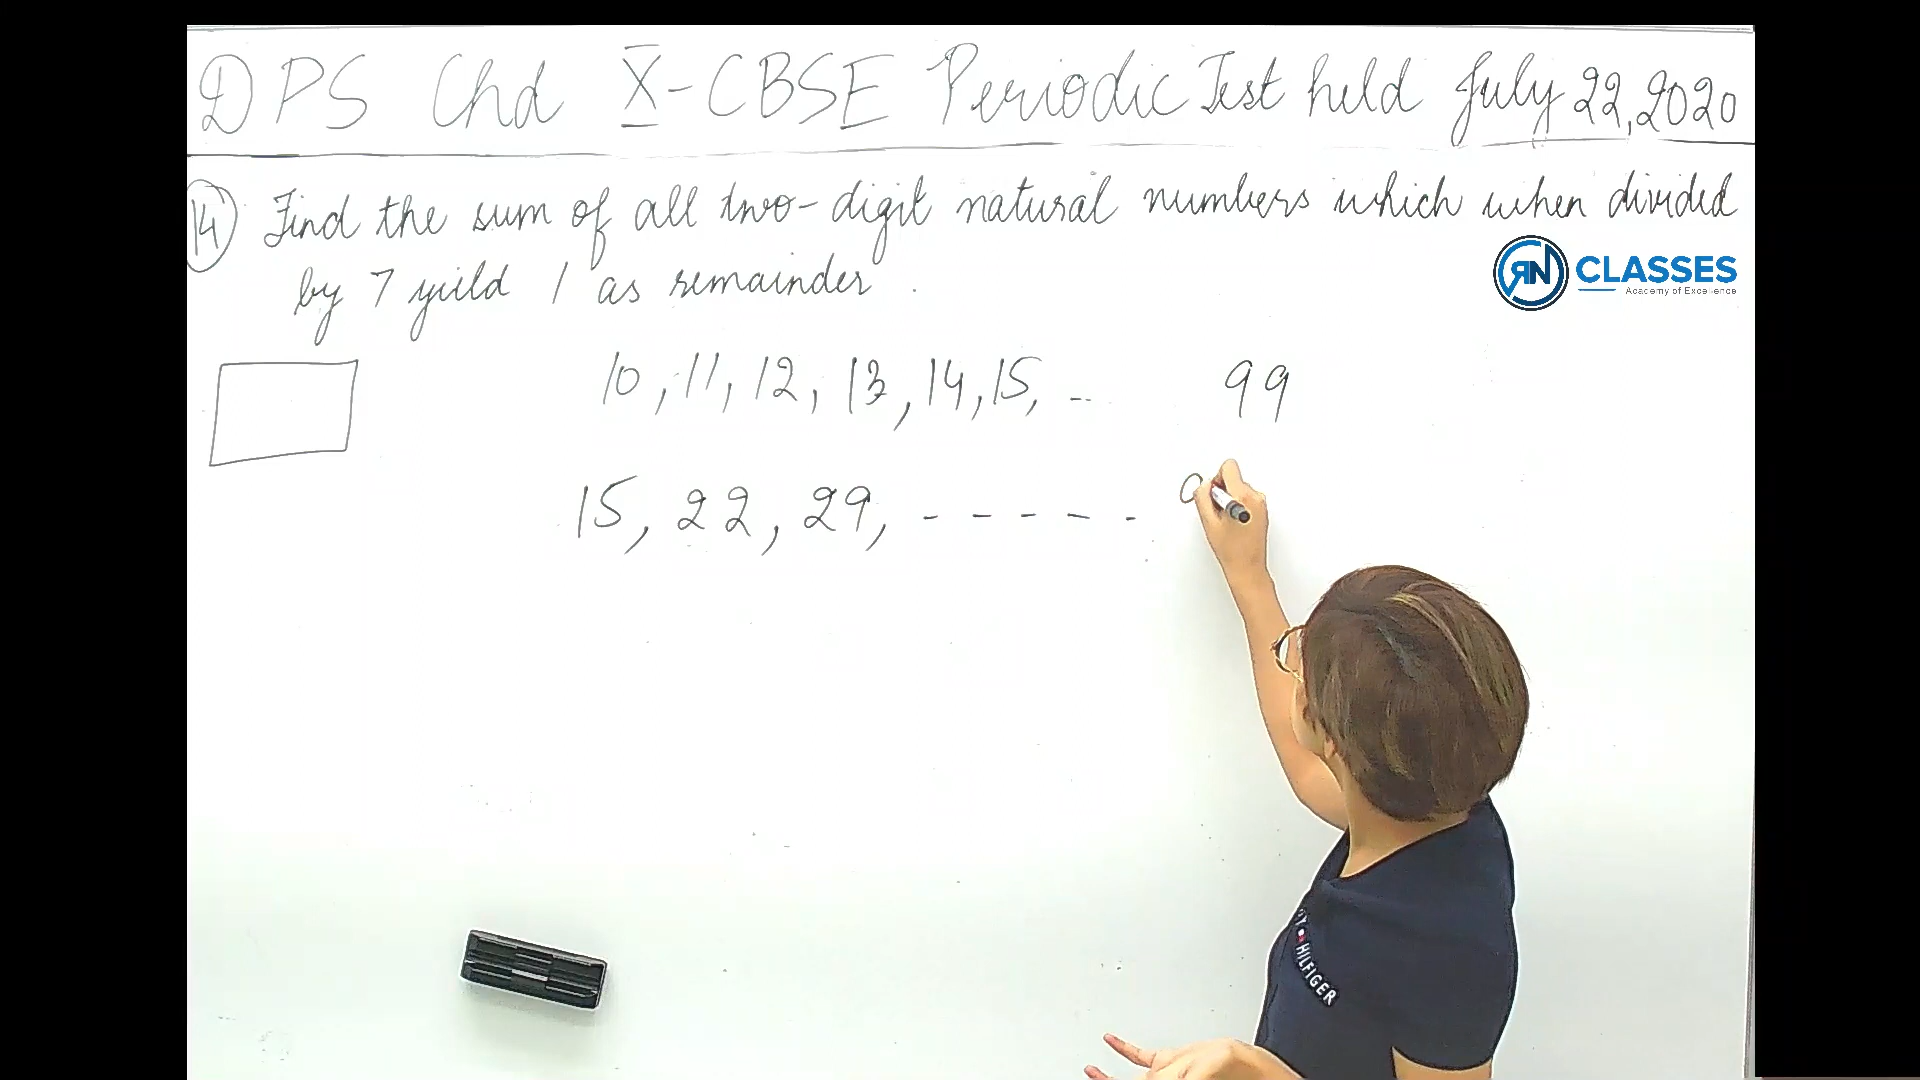 DPS Chd X-CBSE Periodic Test held July 22, 2020
14 Find the sum of all two-digit natural numbers which when divided
by 7 yield 1 as remainder.
RN CLASSES
Academy of Excellence
10, 11, 12, 13, 14, 15, -- 99
15, 22, 29, - - - - - 9
HILFIGER